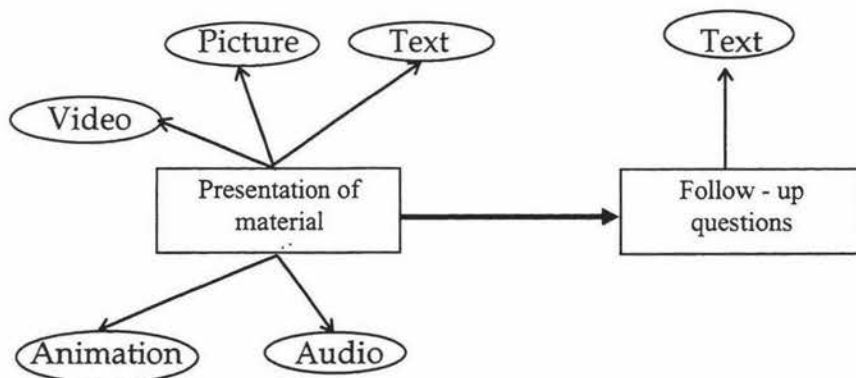 Picture
Text
Text
Video
Presentation of
material
Follow - up
questions
Animation
Audio